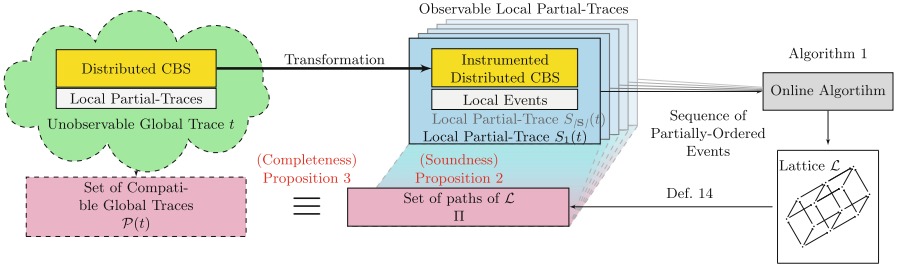 Observable Local Partial-Traces
Distributed CBS
Local Partial-Traces
Unobservable Global Trace t
Transformation
Instrumented
Distributed CBS
Local Events
Local Partial-Trace S/S/(t)
Local Partial-Trace S1(t)
Algorithm 1
Online Algortihm
Sequence of
Partially-Ordered
Events
(Completeness)
Proposition 3
(Soundness)
Proposition 2
Set of Compati-
ble Global Traces
𝒫(t)
≡
Set of paths of ℒ
Π
Def. 14
Lattice ℒ